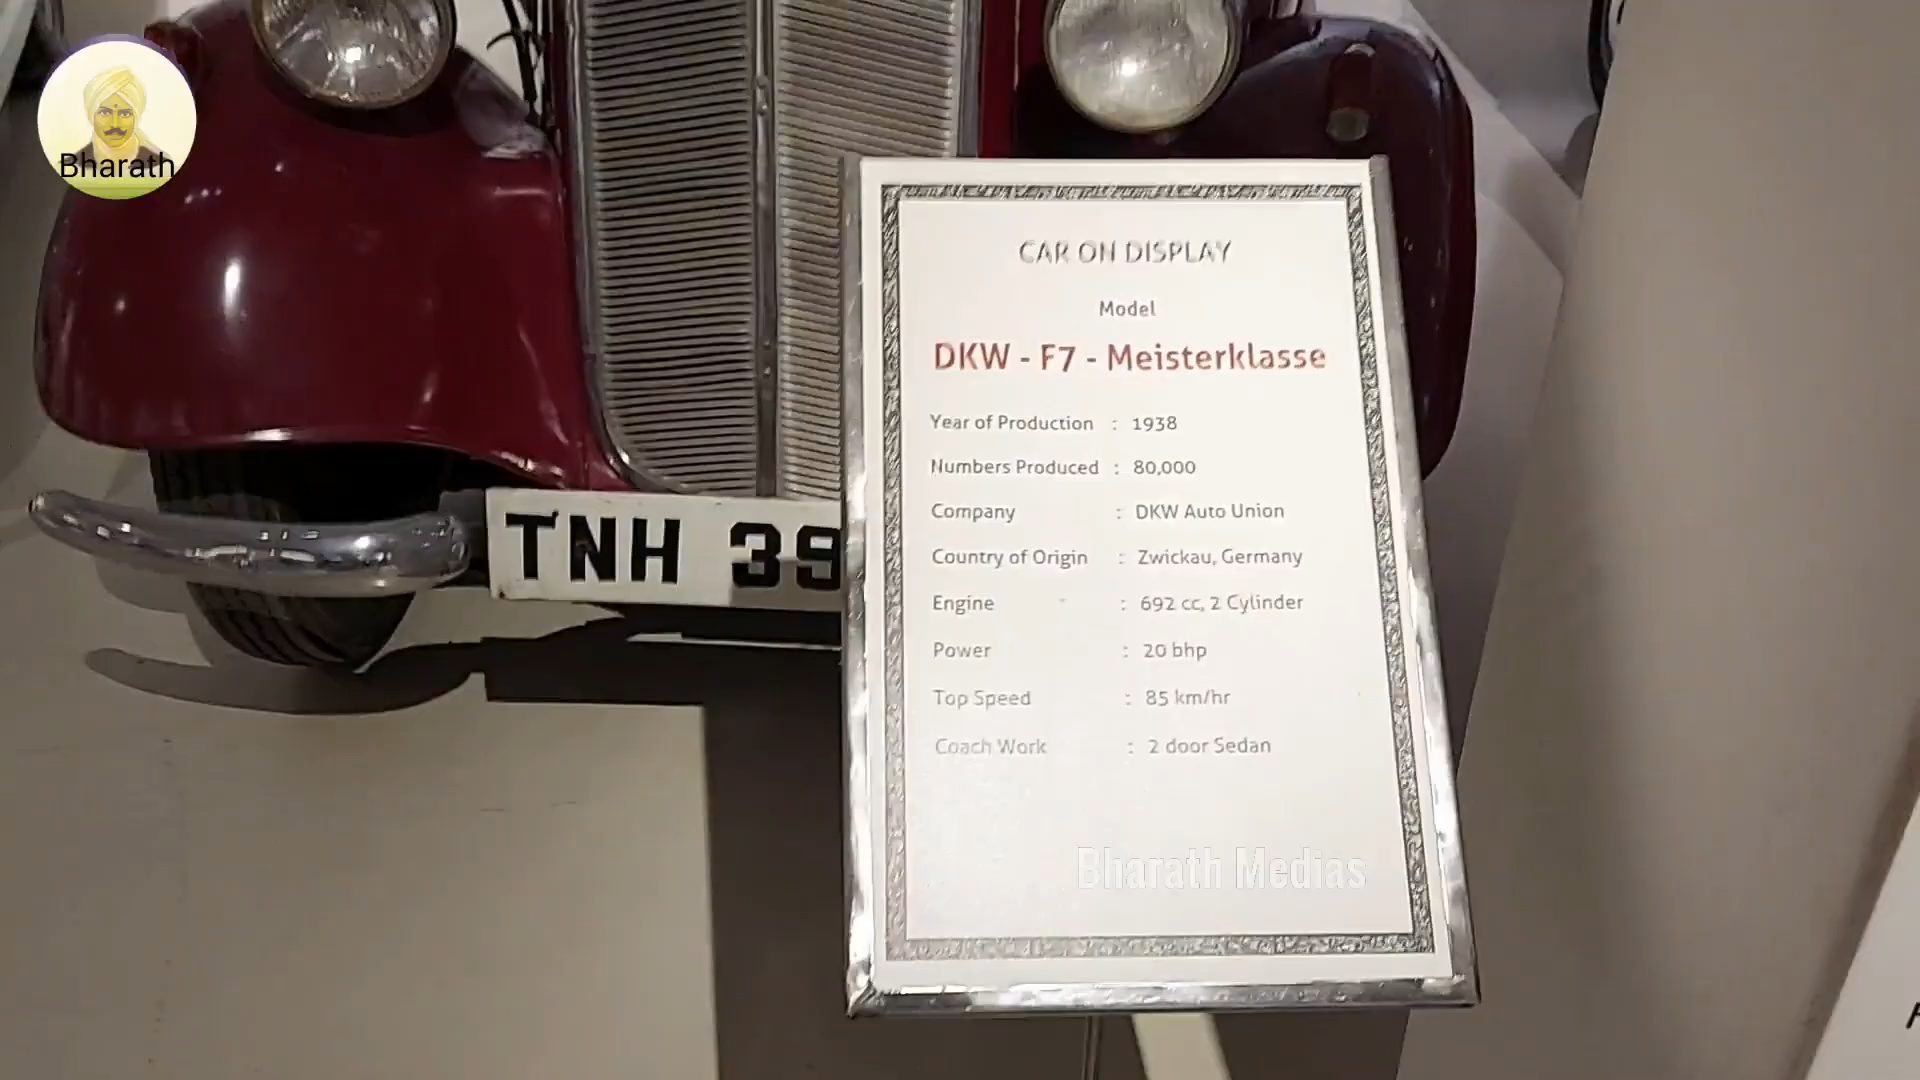 Bharath
CAR ON DISPLAY
Model
DKW - F7 - Meisterklasse
Year of Production : 1938
Numbers Produced : 80,000
Company : DKW Auto Union
Country of Origin : Zwickau, Germany
Engine : 692 cc, 2 Cylinder
Power : 20 bhp
Top Speed : 85 km/hr
Coach Work : 2 door Sedan
TNH 39
Bharath Medias